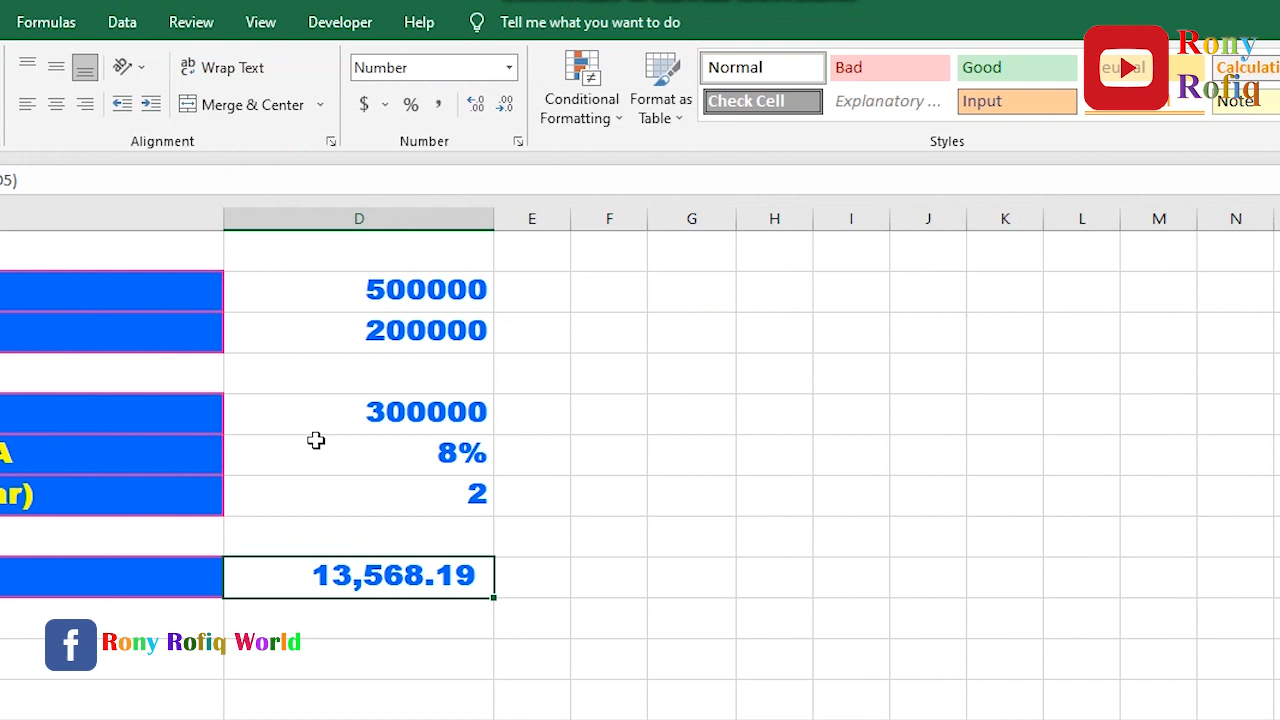 Formulas Data Review View Developer Help Tell me what you want to do
Wrap Text Number Normal Bad Good Calculati
$ % , Conditional Format as
Merge & Center Formatting Table Check Cell Explanatory ... Input Note
Alignment Number Styles
Rony
Rofiq
D5)
D E F G H I J K L M N
500000
200000
300000
A 8%
ar) 2
13,568.19
f Rony Rofiq World